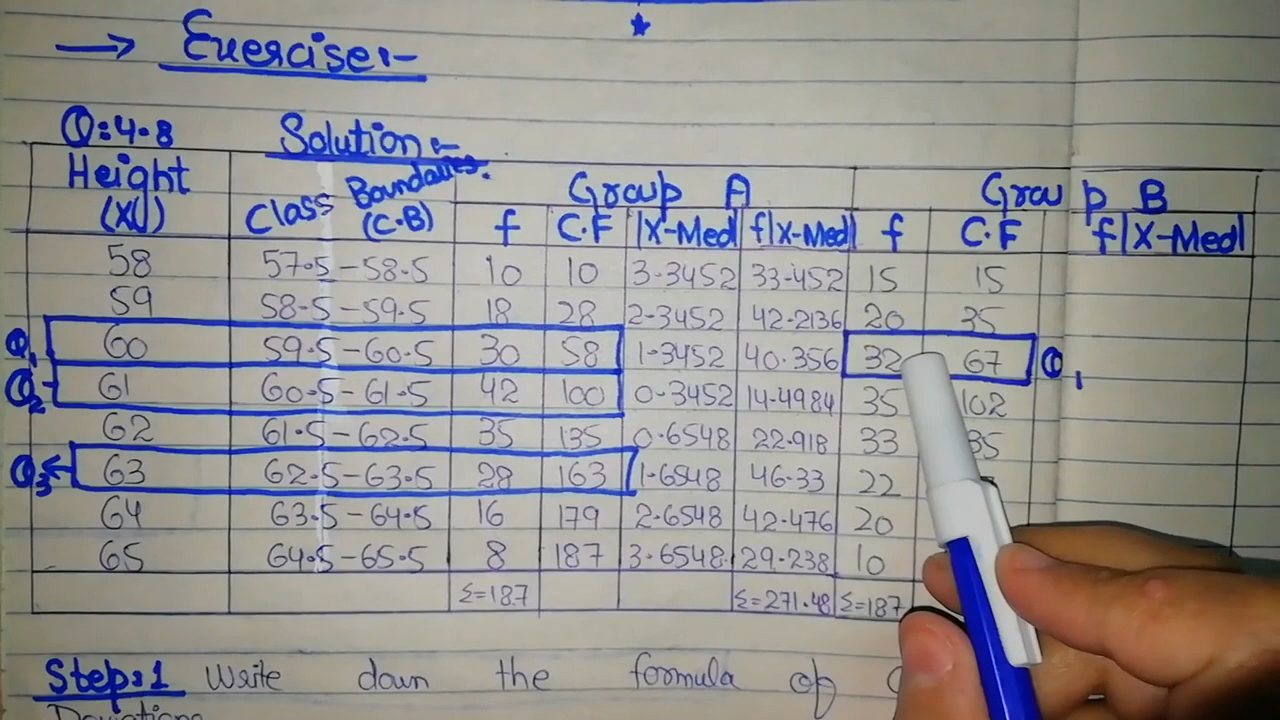 → Exercise:-
Q:4.8 Solution:-
Height (Xi) Class Boundaries. (C.B) Group A Group B
f C.F |X-Med| f|X-Med| f C.F f|X-Med|
58 57.5-58.5 10 10 3.3452 33.452 15 15
59 58.5-59.5 18 28 2.3452 42.2136 20 35
Q1 60 59.5-60.5 30 58 1.3452 40.356 32 67 Q1
Q2 61 60.5-61.5 42 100 0.3452 14.4984 35 102
62 61.5-62.5 35 135 0.6548 22.918 33 35
Q3 63 62.5-63.5 28 163 1.6548 46.33 22
64 63.5-64.5 16 179 2.6548 42.476 20
65 64.5-65.5 8 187 3.6548 29.238 10
Σ=187 Σ=271.48 Σ=187
Step:1 Write down the formula of
Deviations